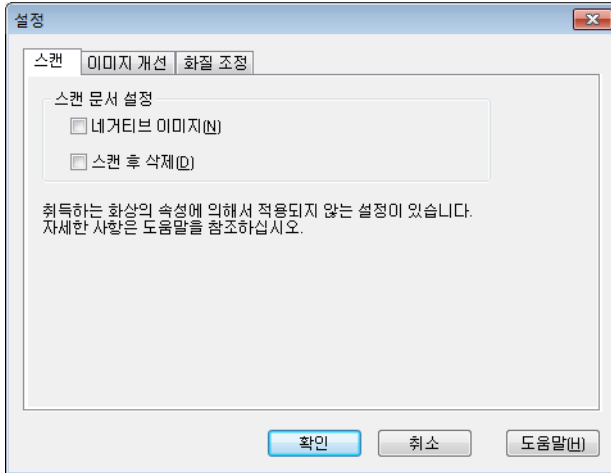 설정
스캔
이미지 개선
화질 조정
스캔 문서 설정
네거티브 이미지(N)
스캔 후 삭제(D)
취득하는 화상의 속성에 의해서 적용되지 않는 설정이 있습니다.
자세한 사항은 도움말을 참조하십시오.
확인
취소
도움말(H)